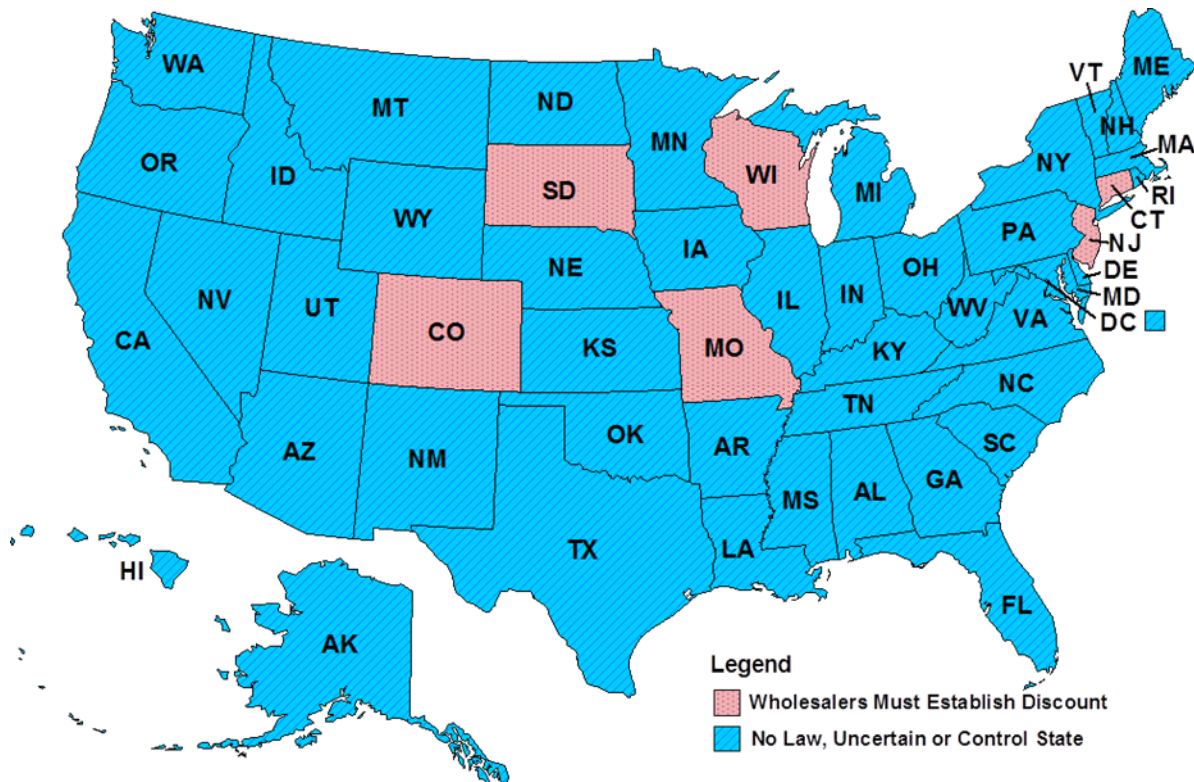 WA
MT
ND
MN
VT
ME
NH
MA
OR
ID
SD
WI
NY
MI
RI
WY
CT
IA
PA
NJ
NE
OH
DE
NV
UT
IL
IN
MD
WV
VA
DC
CA
CO
KS
MO
KY
NC
TN
OK
AR
SC
AZ
NM
GA
MS
AL
TX
LA
HI
FL
AK
Legend
Wholesalers Must Establish Discount
No Law, Uncertain or Control State